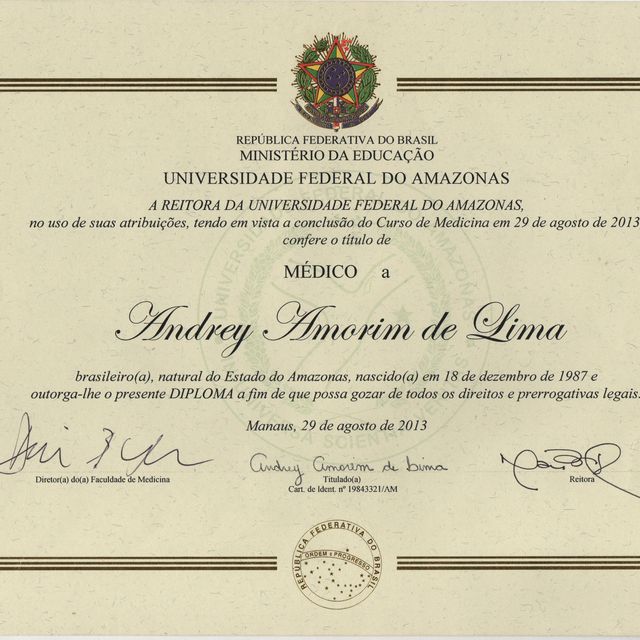 REPÚBLICA FEDERATIVA DO BRASIL
MINISTÉRIO DA EDUCAÇÃO
UNIVERSIDADE FEDERAL DO AMAZONAS
A REITORA DA UNIVERSIDADE FEDERAL DO AMAZONAS,
no uso de suas atribuições, tendo em vista a conclusão do Curso de Medicina em 29 de agosto de 2013
confere o título de
MÉDICO a
Andrey Amorim de Lima
brasileiro(a), natural do Estado do Amazonas, nascido(a) em 18 de dezembro de 1987 e
outorga-lhe o presente DIPLOMA a fim de que possa gozar de todos os direitos e prerrogativas legais.
Manaus, 29 de agosto de 2013
Andrey Amorim de Lima
Diretor(a) do(a) Faculdade de Medicina
Titulado(a)
Cart. de Ident. nº 19843321/AM
Reitora
REPÚBLICA FEDERATIVA DO BRASIL
ORDEM E PROGRESSO